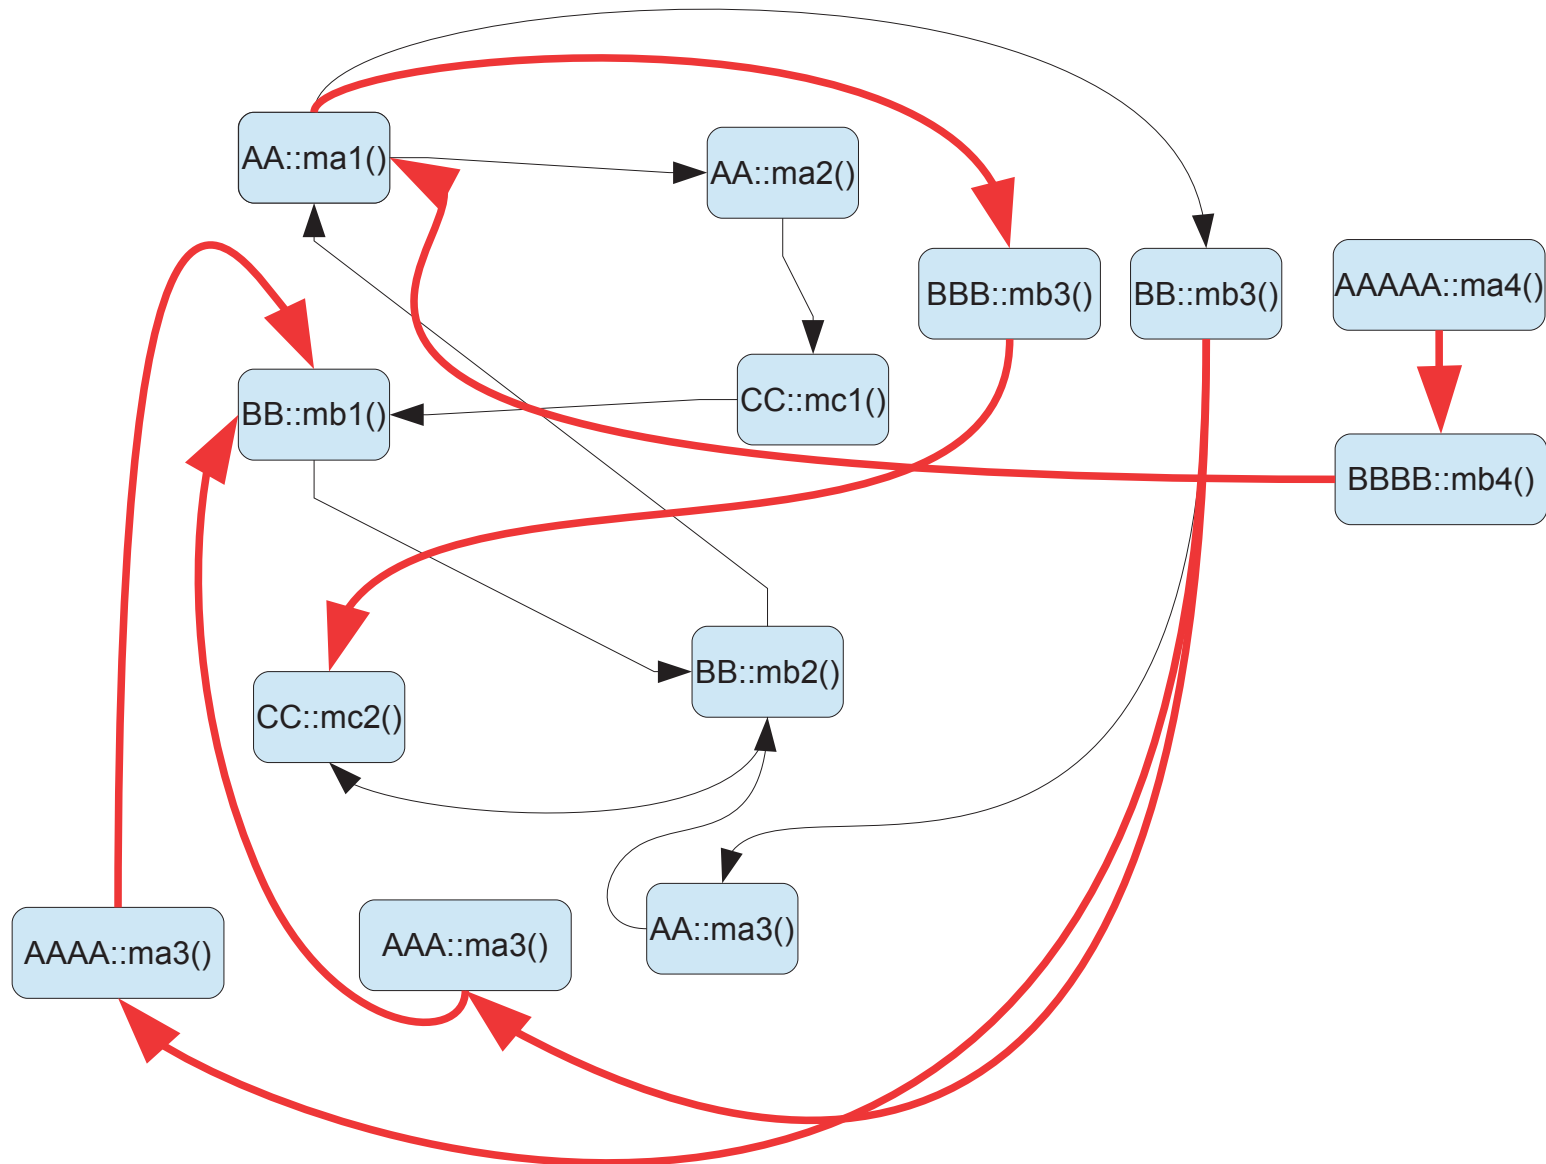 AA::ma1()
AA::ma2()
BBB::mb3()
BB::mb3()
AAAAA::ma4()
BB::mb1()
CC::mc1()
BBBB::mb4()
BB::mb2()
CC::mc2()
AAAA::ma3()
AAA::ma3()
AA::ma3()